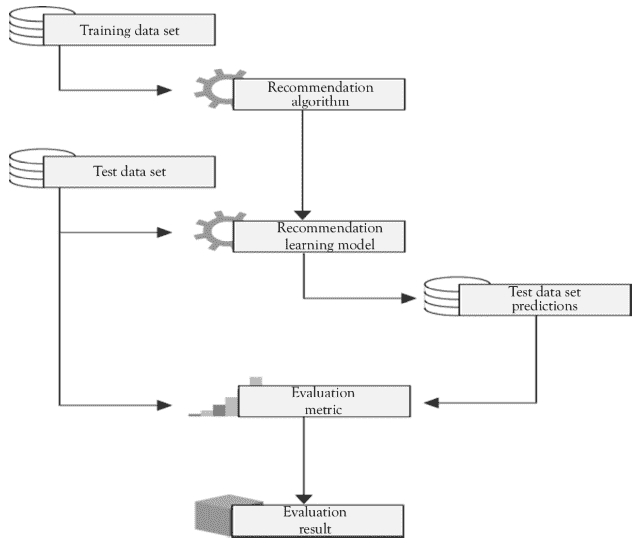 Training data set
Recommendation
algorithm
Test data set
Recommendation
learning model
Test data set
predictions
Evaluation
metric
Evaluation
result